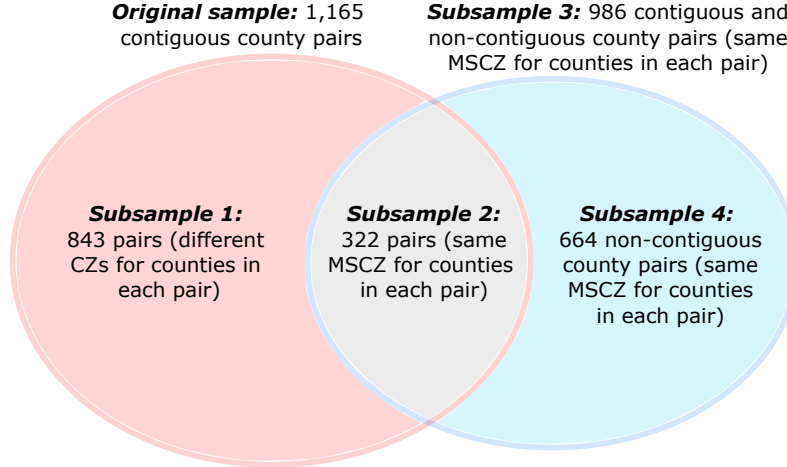 Original sample: 1,165
contiguous county pairs
Subsample 3: 986 contiguous and
non-contiguous county pairs (same
MSCZ for counties in each pair)
Subsample 1:
843 pairs (different
CZs for counties in
each pair)
Subsample 2:
322 pairs (same
MSCZ for counties
in each pair)
Subsample 4:
664 non-contiguous
county pairs (same
MSCZ for counties
in each pair)